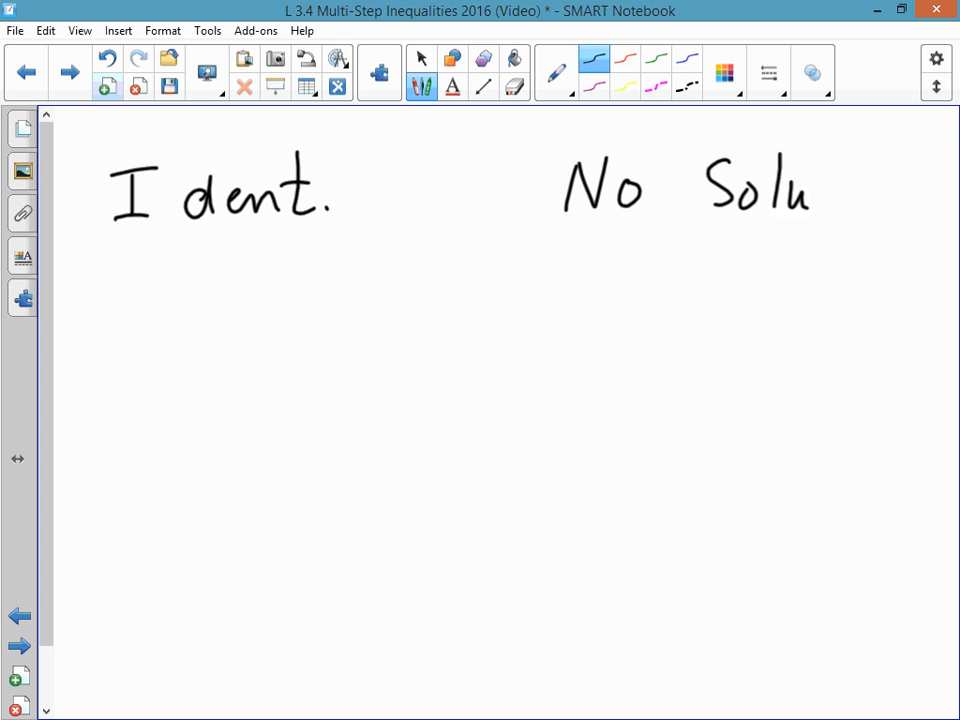 L 3.4 Multi-Step Inequalities 2016 (Video) * - SMART Notebook
File Edit View Insert Format Tools Add-ons Help
I dent. No Solu